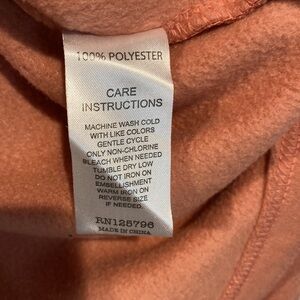 100% POLYESTER
CARE
INSTRUCTIONS
MACHINE WASH COLD
WITH LIKE COLORS
GENTLE CYCLE
ONLY NON-CHLORINE
BLEACH WHEN NEEDED
TUMBLE DRY LOW
DO NOT IRON ON
EMBELLISHMENT
WARM IRON ON
REVERSE SIZE
IF NEEDED.
RN125796
MADE IN CHINA